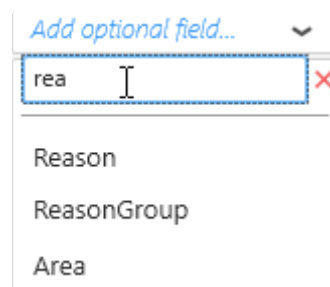 Add optional field...
rea
Reason
ReasonGroup
Area